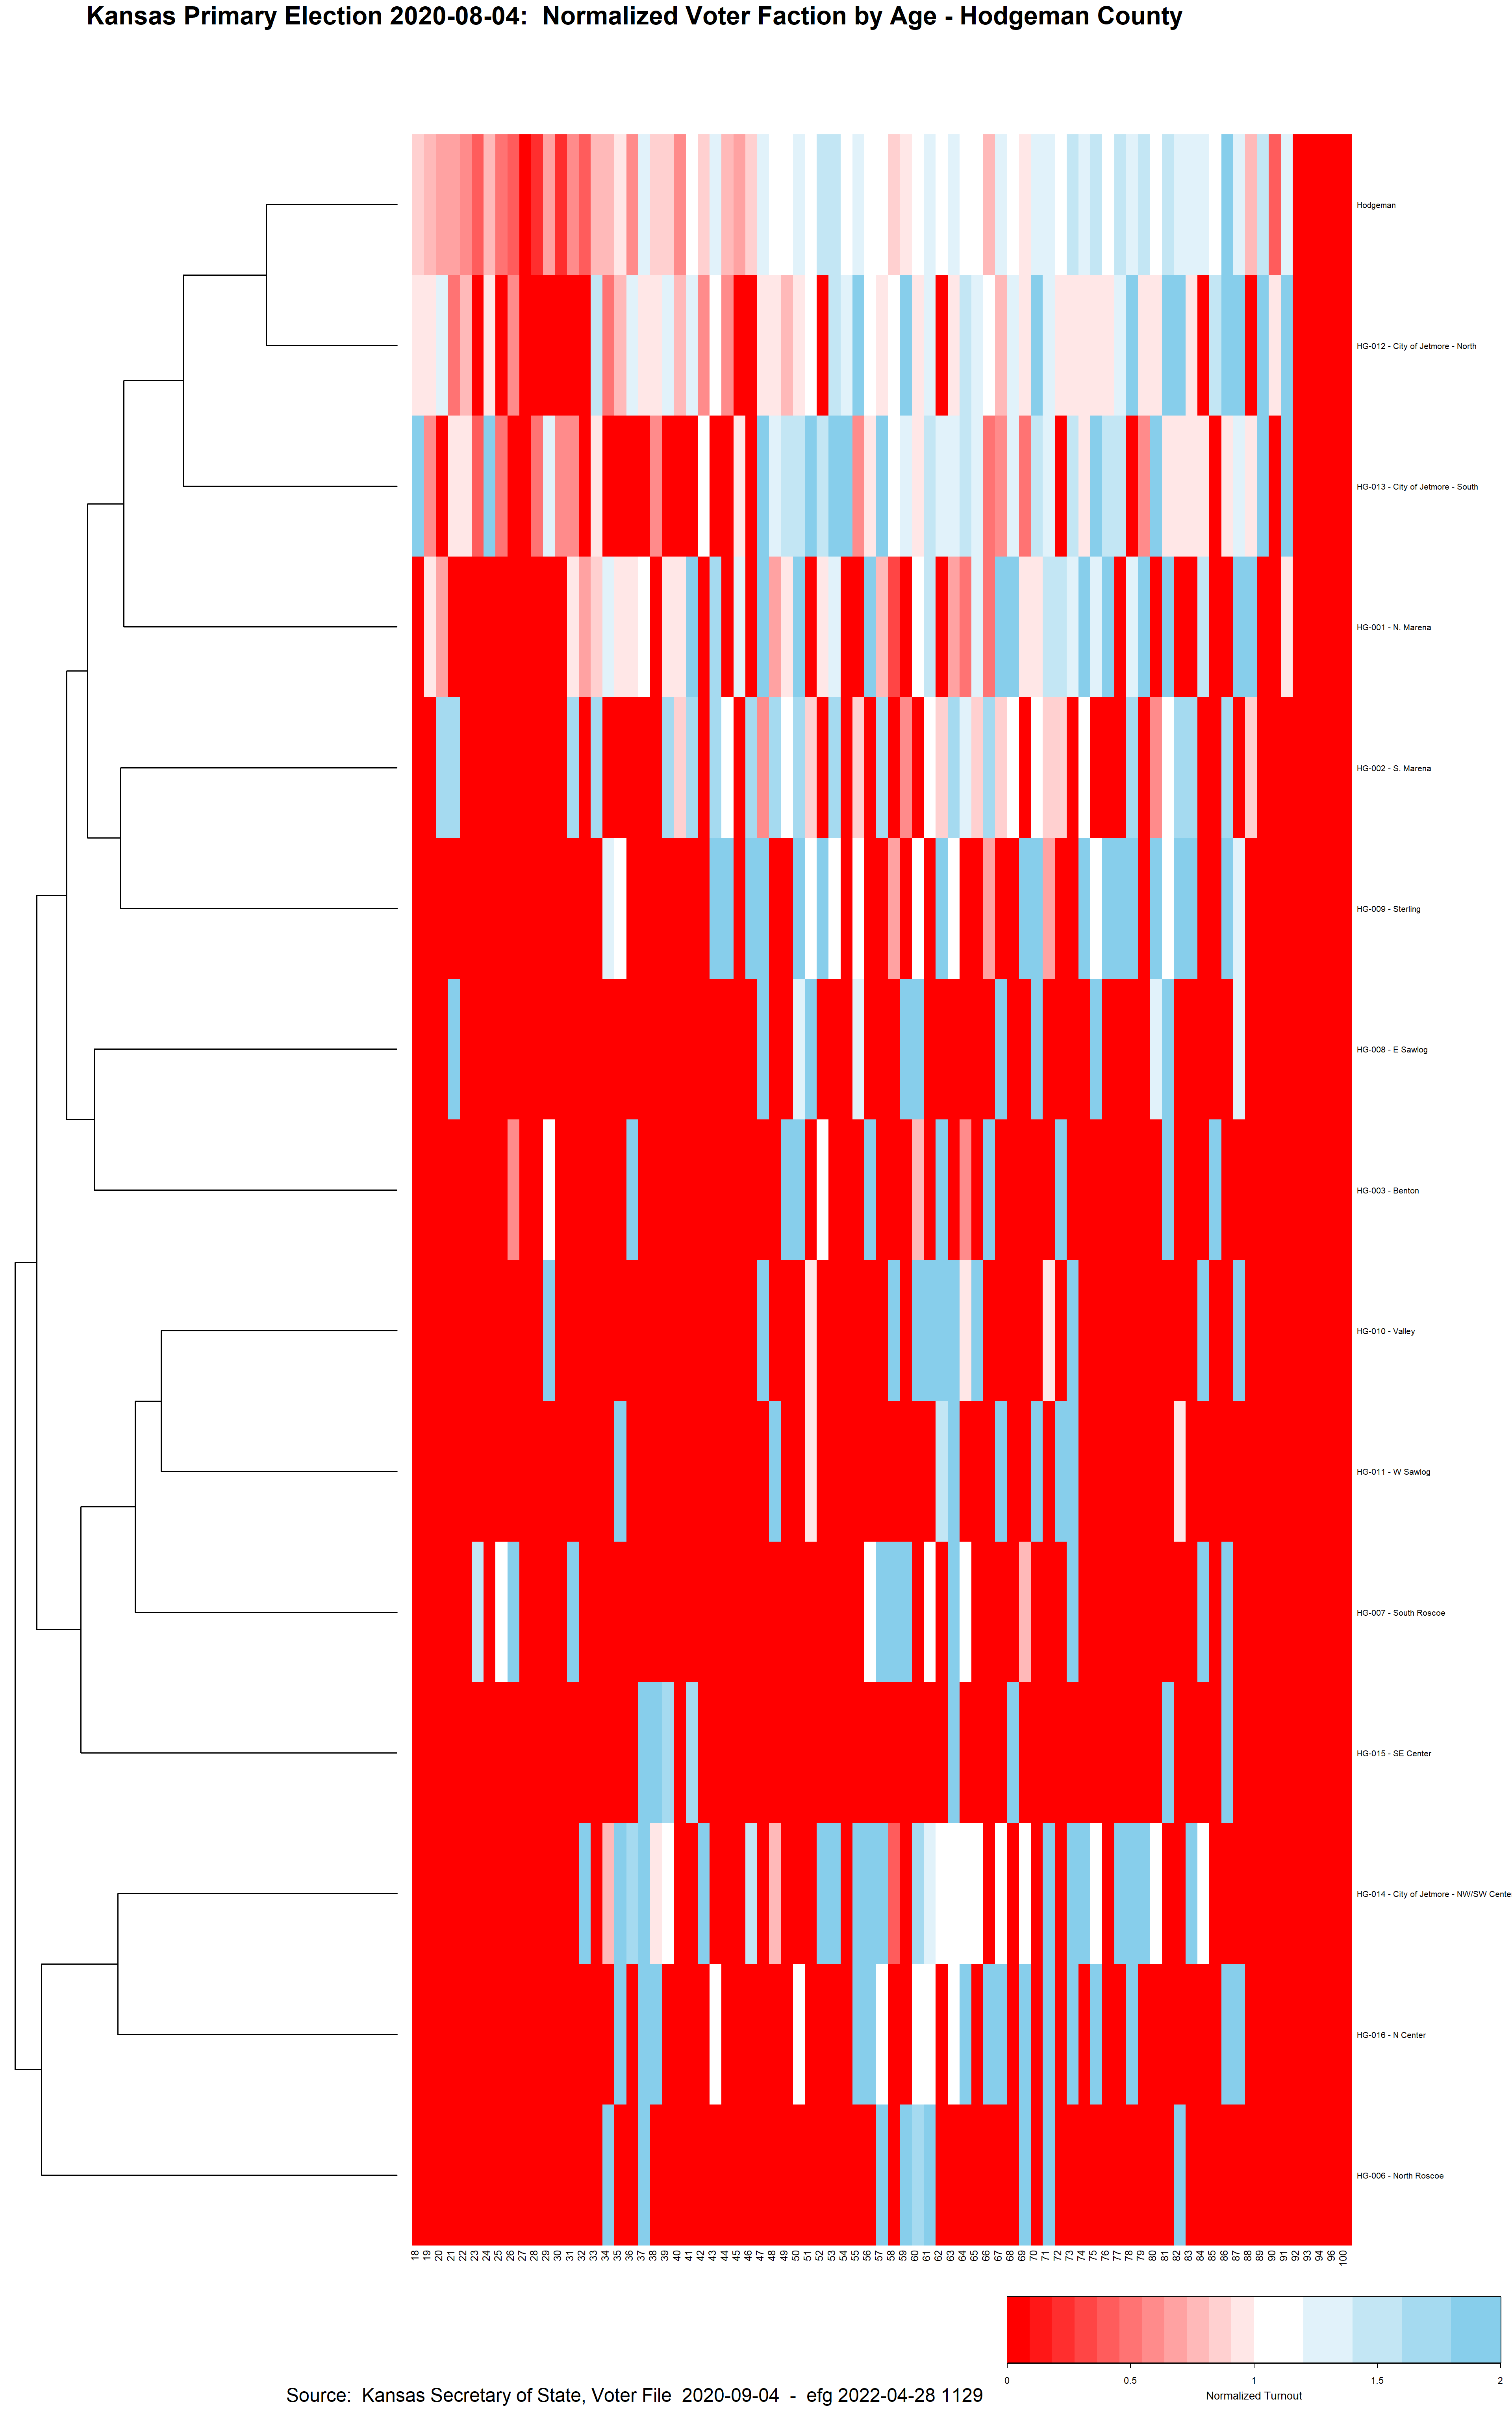 Kansas Primary Election 2020-08-04:  Normalized Voter Faction by Age - Hodgeman County
Hodgeman
HG-012 - City of Jetmore - North
HG-013 - City of Jetmore - South
HG-001 - N. Marena
HG-002 - S. Marena
HG-009 - Sterling
HG-008 - E Sawlog
HG-003 - Benton
HG-010 - Valley
HG-011 - W Sawlog
HG-007 - South Roscoe
HG-015 - SE Center
HG-014 - City of Jetmore - NW/SW Cente
HG-016 - N Center
HG-006 - North Roscoe
18 19 20 21 22 23 24 25 26 27 28 29 30 31 32 33 34 35 36 37 38 39 40 41 42 43 44 45 46 47 48 49 50 51 52 53 54 55 56 57 58 59 60 61 62 63 64 65 66 67 68 69 70 71 72 73 74 75 76 77 78 79 80 81 82 83 84 85 86 87 88 89 90 91 92 93 94 96 100
0 0.5 1 1.5 2
Normalized Turnout
Source:  Kansas Secretary of State, Voter File  2020-09-04  -  efg 2022-04-28 1129